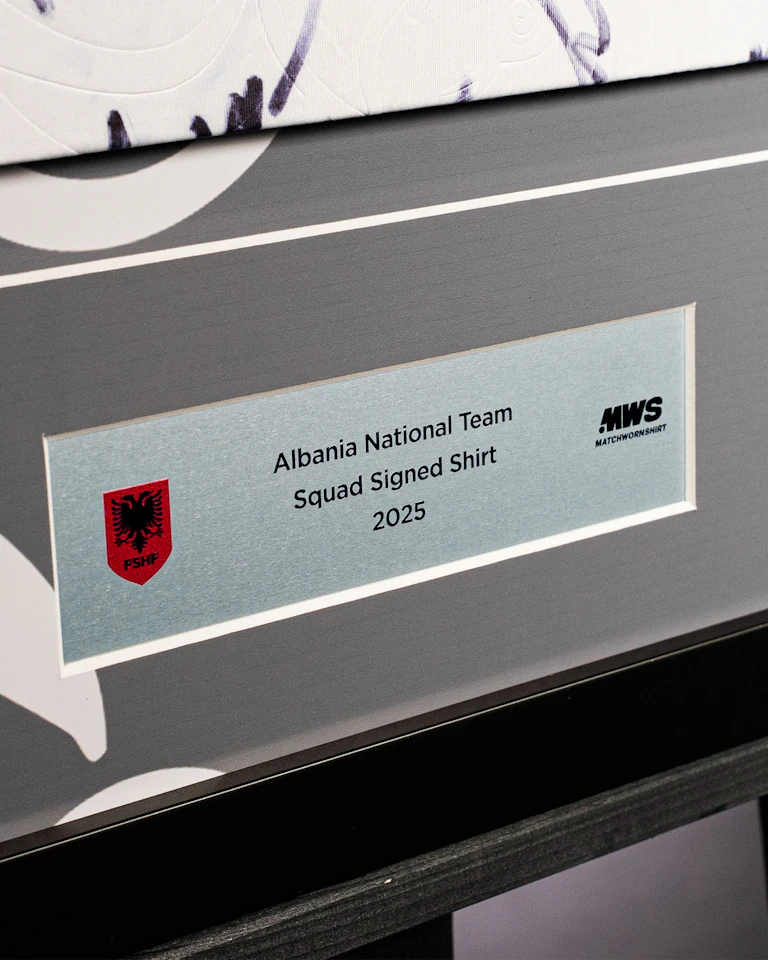 Albania National Team
Squad Signed Shirt
2025
FSHF
MWS
MATCHWORNSHIRT